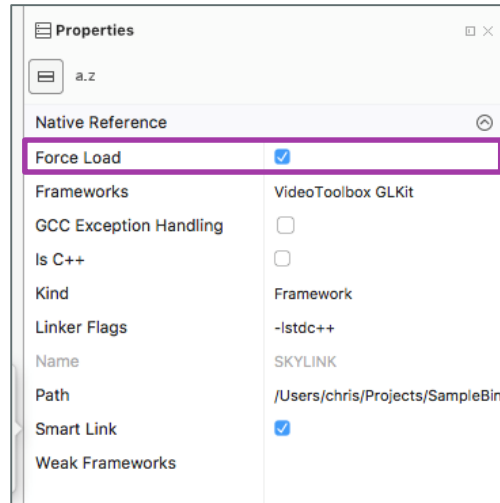 Properties
a.z
Native Reference
Force Load
Frameworks VideoToolbox GLKit
GCC Exception Handling
Is C++
Kind Framework
Linker Flags -lstdc++
Name SKYLINK
Path /Users/chris/Projects/SampleBin
Smart Link
Weak Frameworks